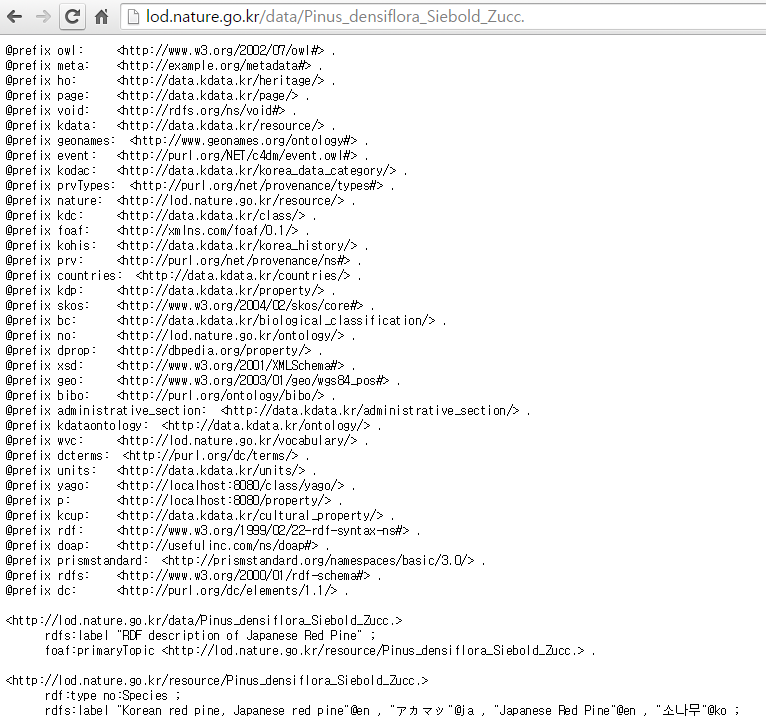 lod.nature.go.kr/data/Pinus_densiflora_Siebold_Zucc.
@prefix owl: <http://www.w3.org/2002/07/owl#> .
@prefix meta: <http://example.org/metadata#> .
@prefix ho: <http://data.kdata.kr/heritage/> .
@prefix page: <http://data.kdata.kr/page/> .
@prefix void: <http://rdfs.org/ns/void#> .
@prefix kdata: <http://data.kdata.kr/resource/> .
@prefix geonames: <http://www.geonames.org/ontology#> .
@prefix event: <http://purl.org/NET/c4dm/event.owl#> .
@prefix kodac: <http://data.kdata.kr/korea_data_category/> .
@prefix prvTypes: <http://purl.org/net/provenance/types#> .
@prefix nature: <http://lod.nature.go.kr/resource/> .
@prefix kdc: <http://data.kdata.kr/class/> .
@prefix foaf: <http://xmlns.com/foaf/0.1/> .
@prefix kohis: <http://data.kdata.kr/korea_history/> .
@prefix prv: <http://purl.org/net/provenance/ns#> .
@prefix countries: <http://data.kdata.kr/countries/> .
@prefix kdp: <http://data.kdata.kr/property/> .
@prefix skos: <http://www.w3.org/2004/02/skos/core#> .
@prefix bc: <http://data.kdata.kr/biological_classification/> .
@prefix no: <http://lod.nature.go.kr/ontology/> .
@prefix dprop: <http://dbpedia.org/property/> .
@prefix xsd: <http://www.w3.org/2001/XMLSchema#> .
@prefix geo: <http://www.w3.org/2003/01/geo/wgs84_pos#> .
@prefix bibo: <http://purl.org/ontology/bibo/> .
@prefix administrative_section: <http://data.kdata.kr/administrative_section/> .
@prefix kdataontology: <http://data.kdata.kr/ontology/> .
@prefix wvc: <http://lod.nature.go.kr/vocabulary/> .
@prefix dcterms: <http://purl.org/dc/terms/> .
@prefix units: <http://data.kdata.kr/units/> .
@prefix yago: <http://localhost:8080/class/yago/> .
@prefix p: <http://localhost:8080/property/> .
@prefix kcup: <http://data.kdata.kr/cultural_property/> .
@prefix rdf: <http://www.w3.org/1999/02/22-rdf-syntax-ns#> .
@prefix doap: <http://usefulinc.com/ns/doap#> .
@prefix prismstandard: <http://prismstandard.org/namespaces/basic/3.0/> .
@prefix rdfs: <http://www.w3.org/2000/01/rdf-schema#> .
@prefix dc: <http://purl.org/dc/elements/1.1/> .
<http://lod.nature.go.kr/data/Pinus_densiflora_Siebold_Zucc.>
rdfs:label "RDF description of Japanese Red Pine" ;
foaf:primaryTopic <http://lod.nature.go.kr/resource/Pinus_densiflora_Siebold_Zucc.> .
<http://lod.nature.go.kr/resource/Pinus_densiflora_Siebold_Zucc.>
rdf:type no:Species ;
rdfs:label "Korean red pine, Japanese red pine"@en , "アカマッ"@ja , "Japanese Red Pine"@en , "소나무"@ko ;